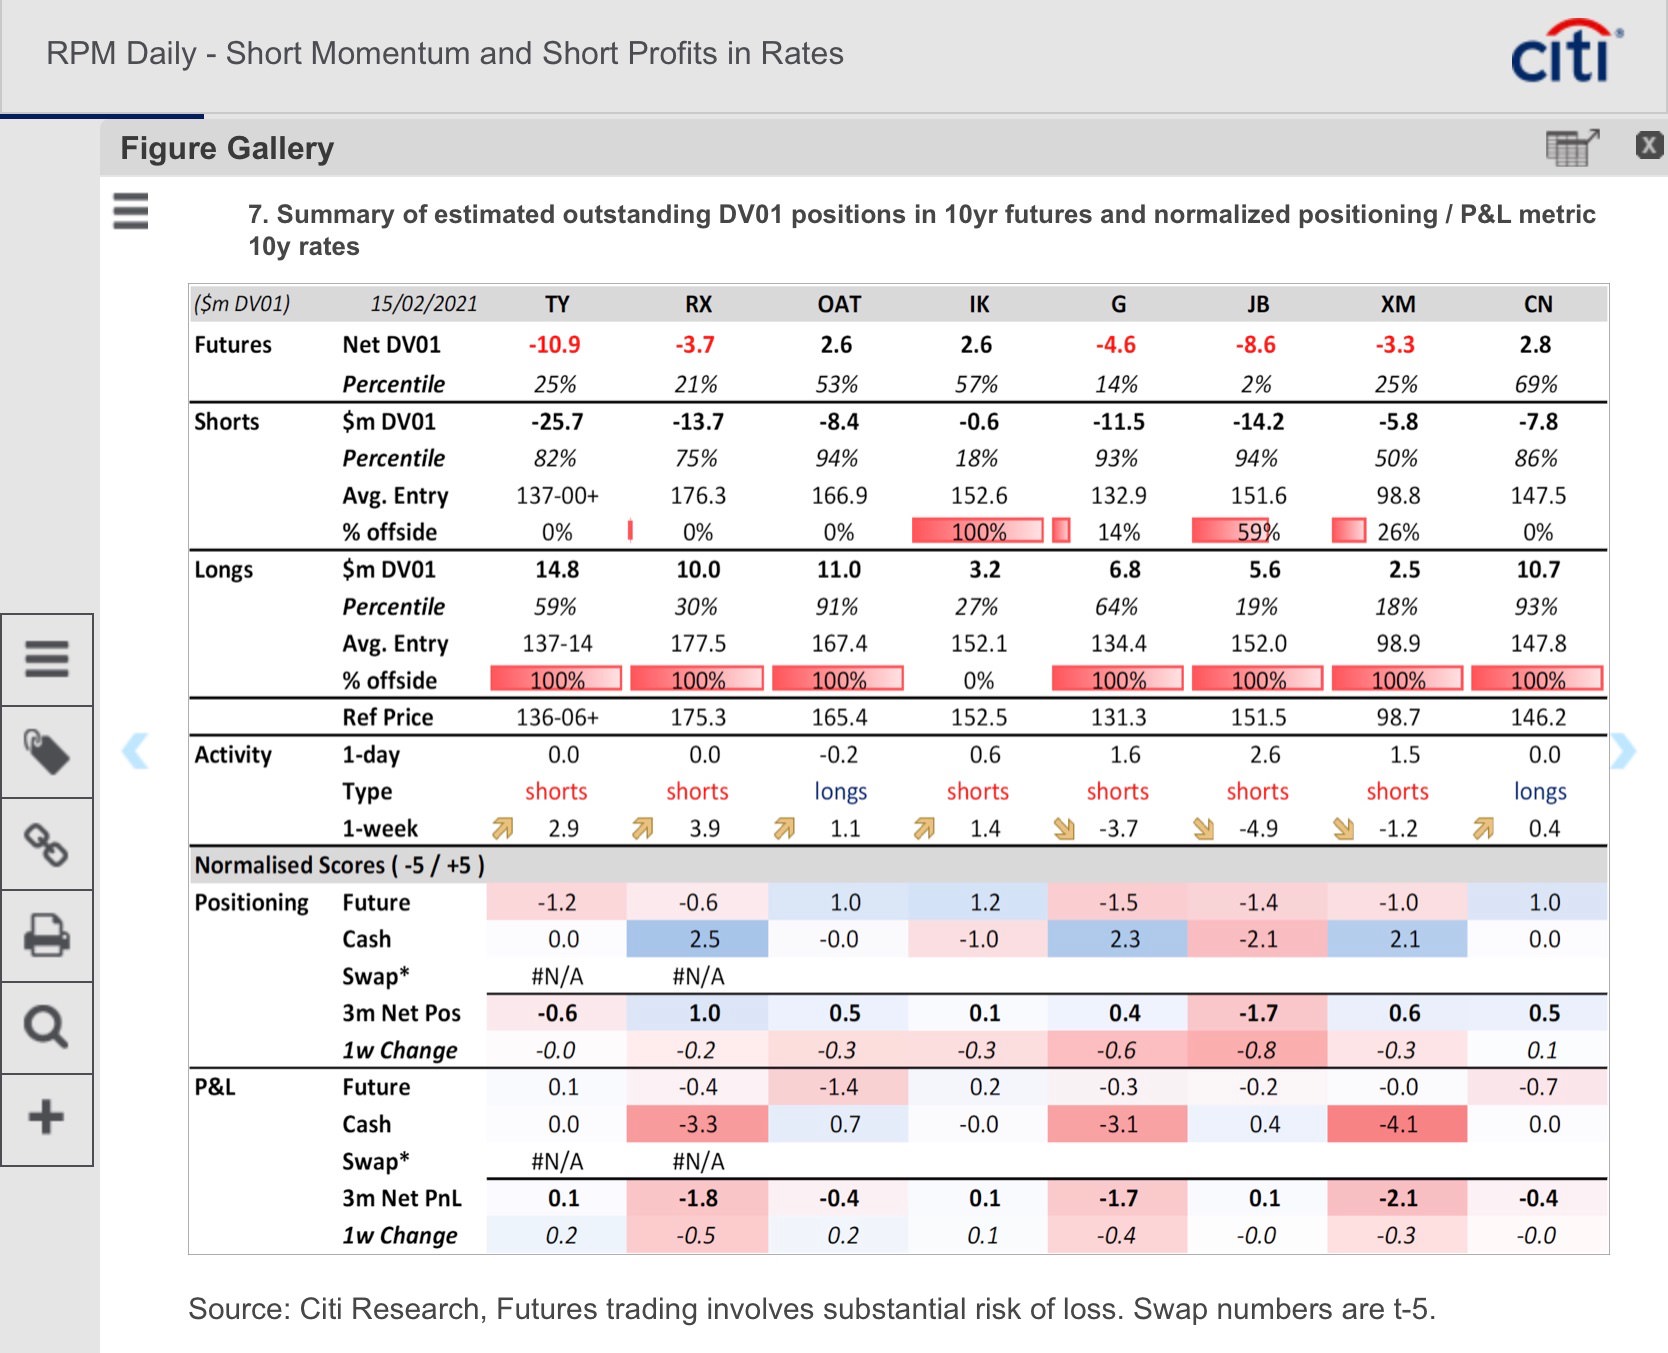 RPM Daily - Short Momentum and Short Profits in Rates
citi®
Figure Gallery
X
7. Summary of estimated outstanding DV01 positions in 10yr futures and normalized positioning / P&L metric
10y rates
($m DV01) 15/02/2021 TY RX OAT IK G JB XM CN
Futures Net DV01 -10.9 -3.7 2.6 2.6 -4.6 -8.6 -3.3 2.8
Percentile 25% 21% 53% 57% 14% 2% 25% 69%
Shorts $m DV01 -25.7 -13.7 -8.4 -0.6 -11.5 -14.2 -5.8 -7.8
Percentile 82% 75% 94% 18% 93% 94% 50% 86%
Avg. Entry 137-00+ 176.3 166.9 152.6 132.9 151.6 98.8 147.5
% offside 0% 0% 0% 100% 14% 59% 26% 0%
Longs $m DV01 14.8 10.0 11.0 3.2 6.8 5.6 2.5 10.7
Percentile 59% 30% 91% 27% 64% 19% 18% 93%
Avg. Entry 137-14 177.5 167.4 152.1 134.4 152.0 98.9 147.8
% offside 100% 100% 100% 0% 100% 100% 100% 100%
Ref Price 136-06+ 175.3 165.4 152.5 131.3 151.5 98.7 146.2
Activity 1-day 0.0 0.0 -0.2 0.6 1.6 2.6 1.5 0.0
Type shorts shorts longs shorts shorts shorts shorts longs
1-week 2.9 3.9 1.1 1.4 -3.7 -4.9 -1.2 0.4
Normalised Scores ( -5 / +5 )
Positioning Future -1.2 -0.6 1.0 1.2 -1.5 -1.4 -1.0 1.0
Cash 0.0 2.5 -0.0 -1.0 2.3 -2.1 2.1 0.0
Swap* #N/A #N/A
3m Net Pos -0.6 1.0 0.5 0.1 0.4 -1.7 0.6 0.5
1w Change -0.0 -0.2 -0.3 -0.3 -0.6 -0.8 -0.3 0.1
P&L Future 0.1 -0.4 -1.4 0.2 -0.3 -0.2 -0.0 -0.7
Cash 0.0 -3.3 0.7 -0.0 -3.1 0.4 -4.1 0.0
Swap* #N/A #N/A
3m Net PnL 0.1 -1.8 -0.4 0.1 -1.7 0.1 -2.1 -0.4
1w Change 0.2 -0.5 0.2 0.1 -0.4 -0.0 -0.3 -0.0
Source: Citi Research, Futures trading involves substantial risk of loss. Swap numbers are t-5.